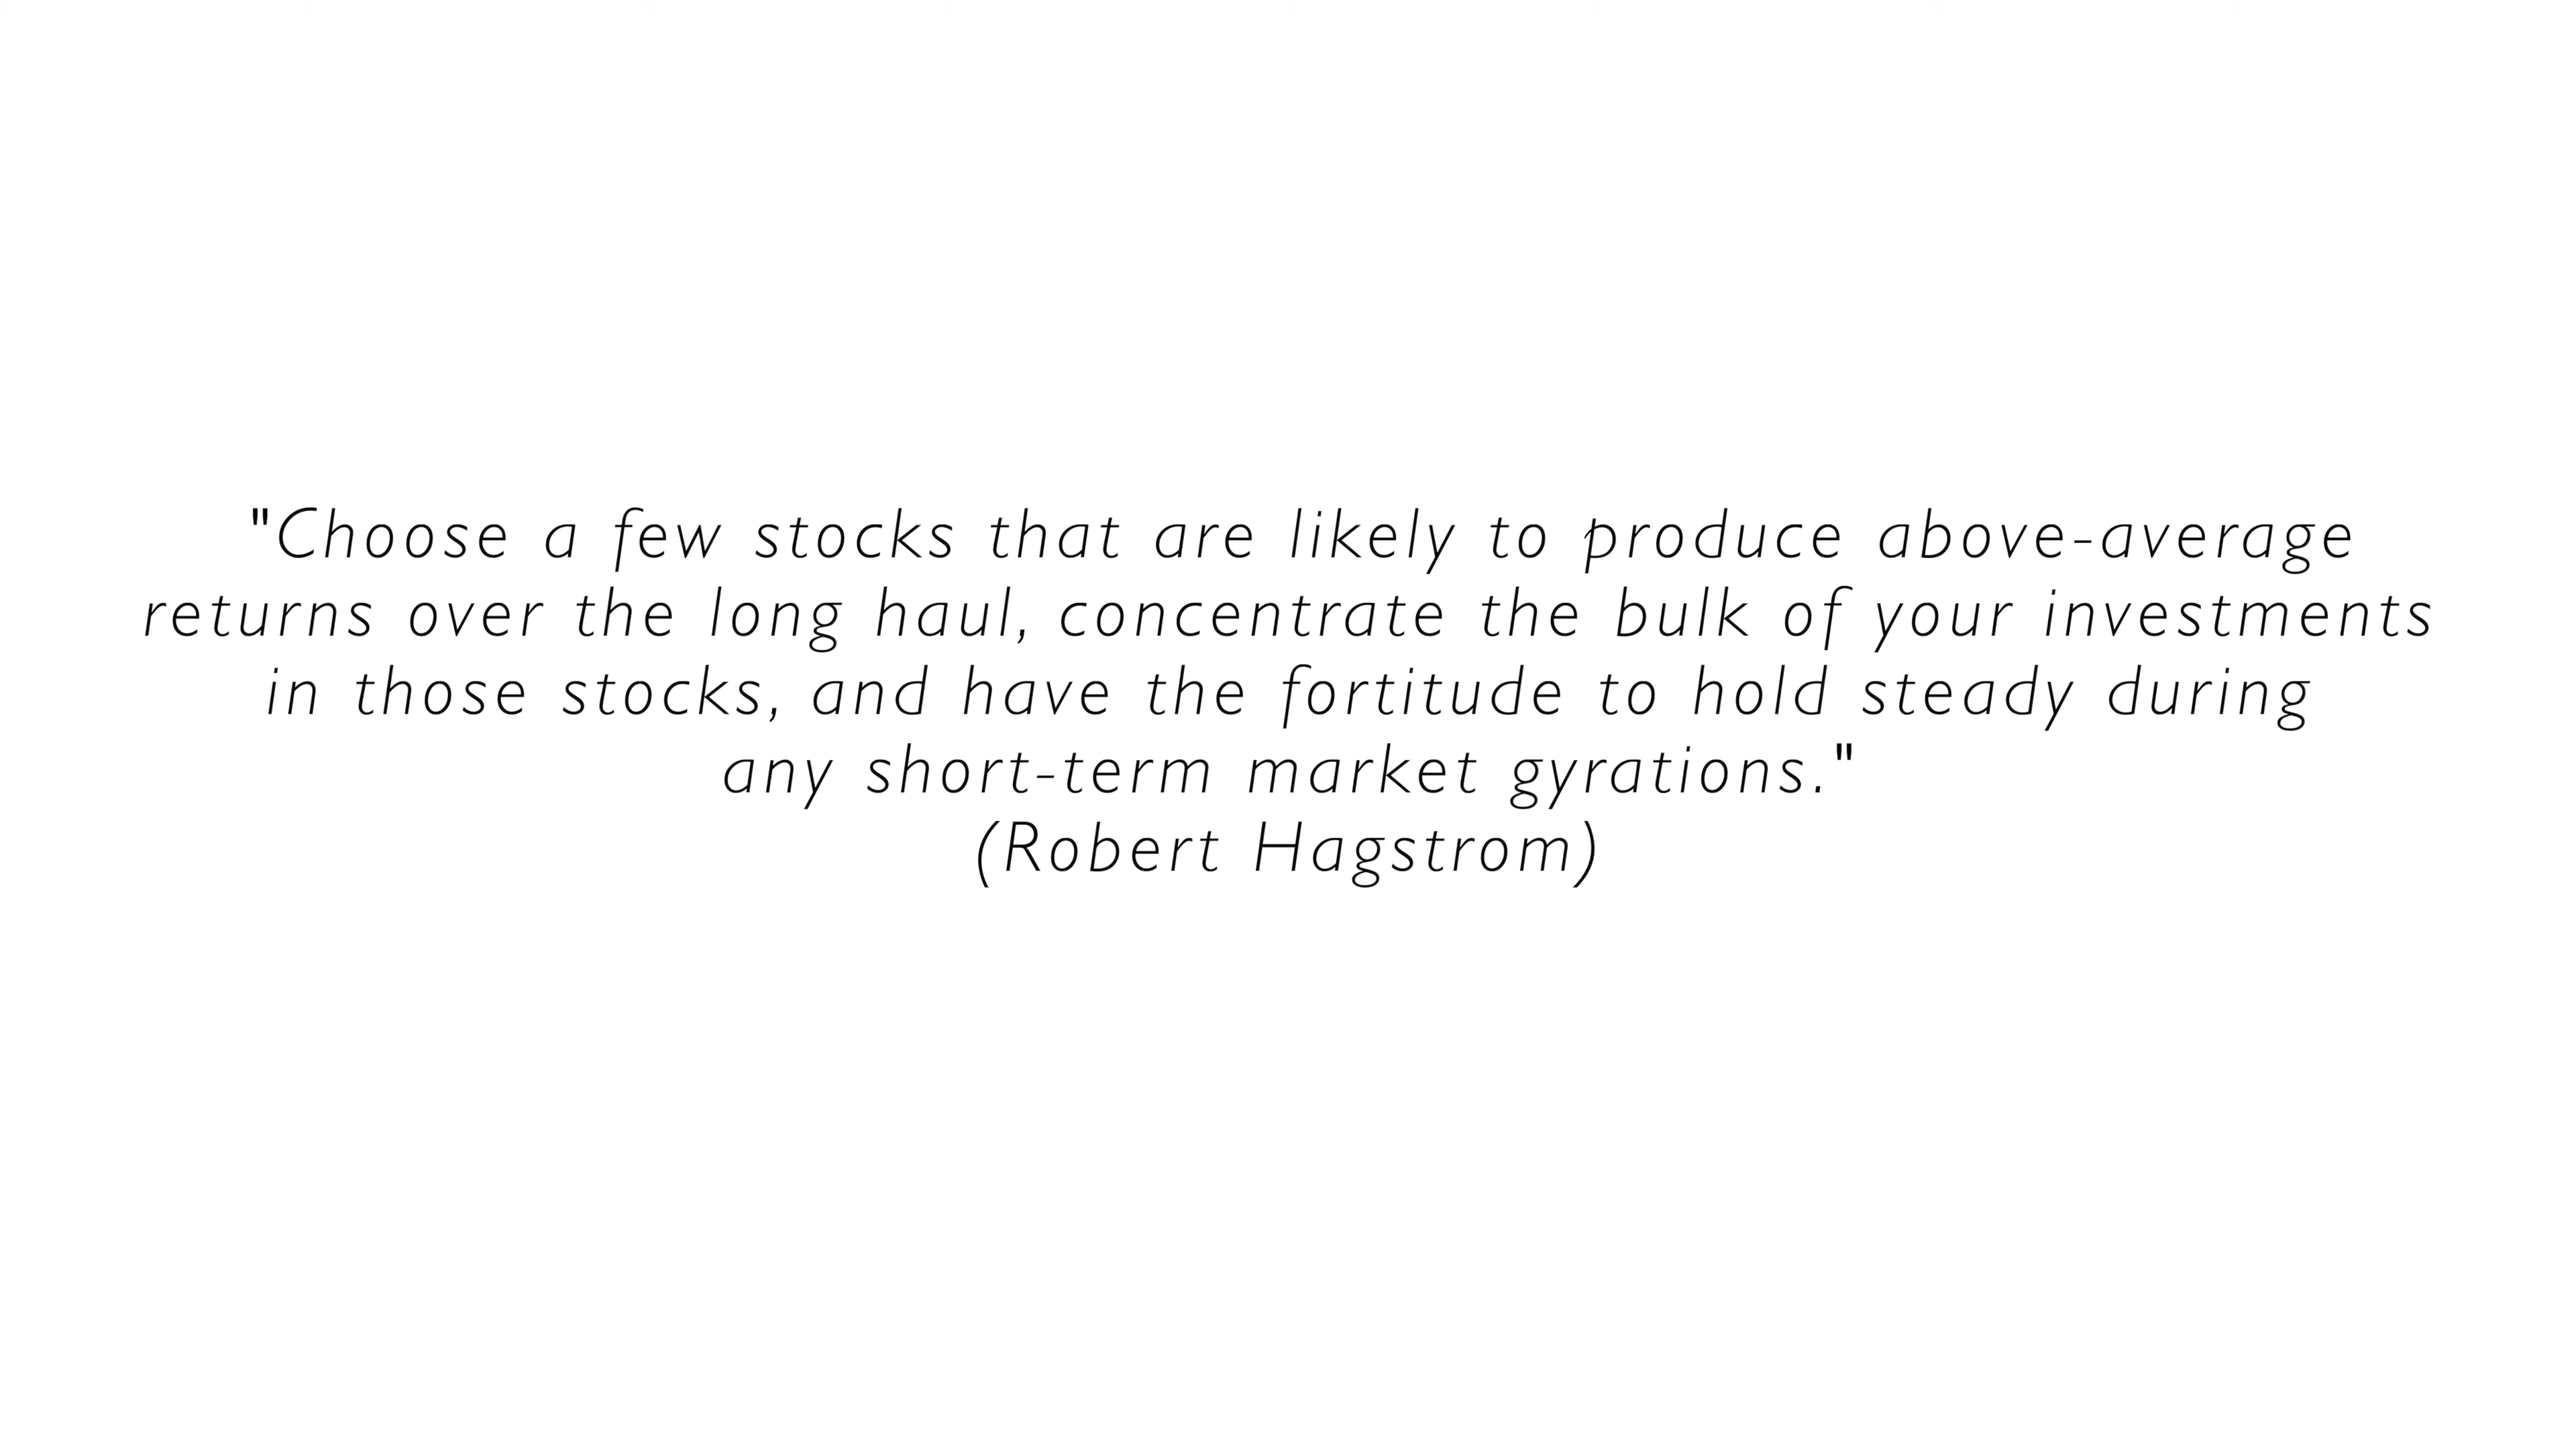 "Choose a few stocks that are likely to produce above-average
returns over the long haul, concentrate the bulk of your investments
in those stocks, and have the fortitude to hold steady during
any short-term market gyrations."
(Robert Hagstrom)